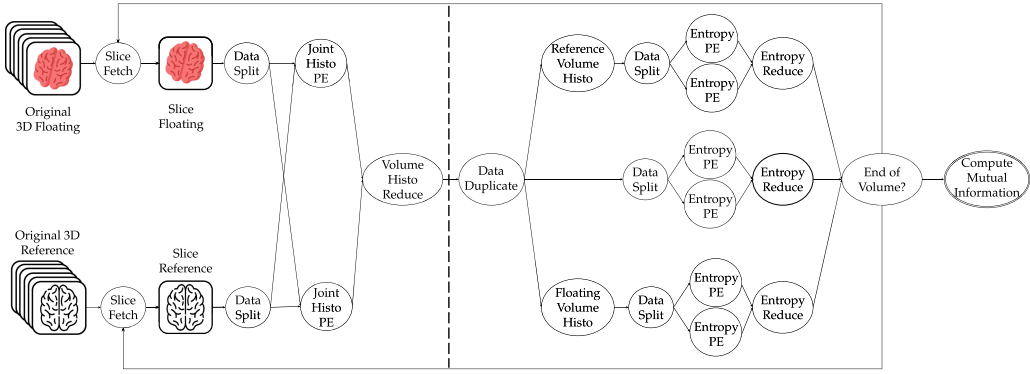 Original
3D Floating
Slice
Fetch
Slice
Floating
Data
Split
Joint
Histo
PE
Original 3D
Reference
Slice
Fetch
Slice
Reference
Data
Split
Joint
Histo
PE
Volume
Histo
Reduce
Data
Duplicate
Reference
Volume
Histo
Data
Split
Entropy
PE
Entropy
PE
Entropy
Reduce
Data
Split
Entropy
PE
Entropy
PE
Entropy
Reduce
Floating
Volume
Histo
Data
Split
Entropy
PE
Entropy
PE
Entropy
Reduce
End of
Volume?
Compute
Mutual
Information